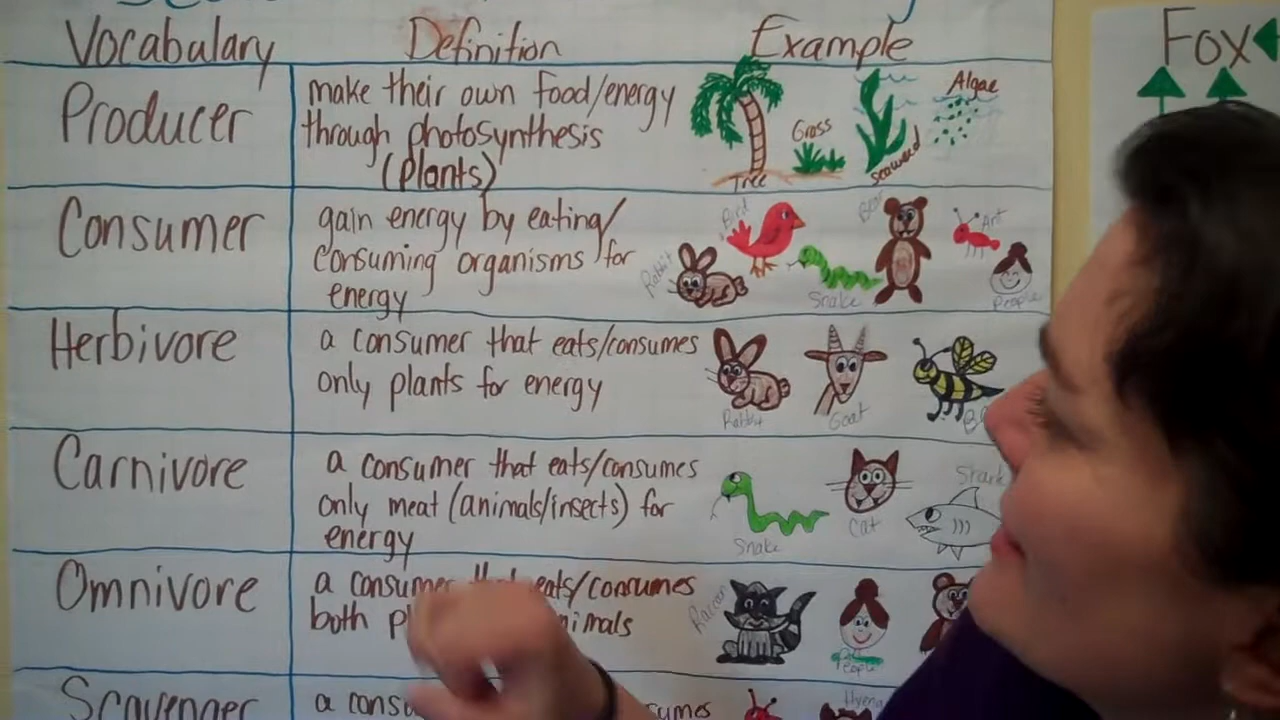 Vocabulary Definition Example
Fox
Producer
make their own food/energy
through photosynthesis
(plants)
Tree
Grass
Seaweed
Algae
Consumer
gain energy by eating/
consuming organisms for
energy
Rabbit
Bird
Snake
Bear
Ant
People
Herbivore
a consumer that eats/consumes
only plants for energy
Rabbit
Goat
Carnivore
a consumer that eats/consumes
only meat (animals/insects) for
energy
Snake
Cat
Shark
Omnivore
a consumer that eats/consumes
both animals
Racoon
People
Scavenger
a
Hyena